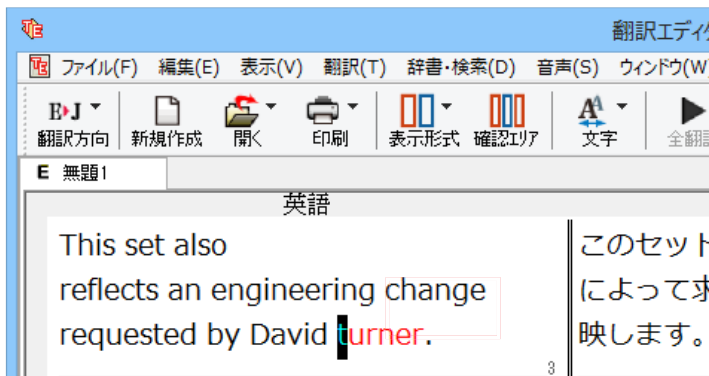 翻訳エディタ
ファイル(F) 編集(E) 表示(V) 翻訳(T) 辞書・検索(D) 音声(S) ウィンドウ(W)
E▸J
翻訳方向 新規作成 開く 印刷 表示形式 確認エリア 文字 全翻訳
E 無題1
英語
This set also
reflects an engineering change
requested by David turner.
3
このセット
によって求
映します。